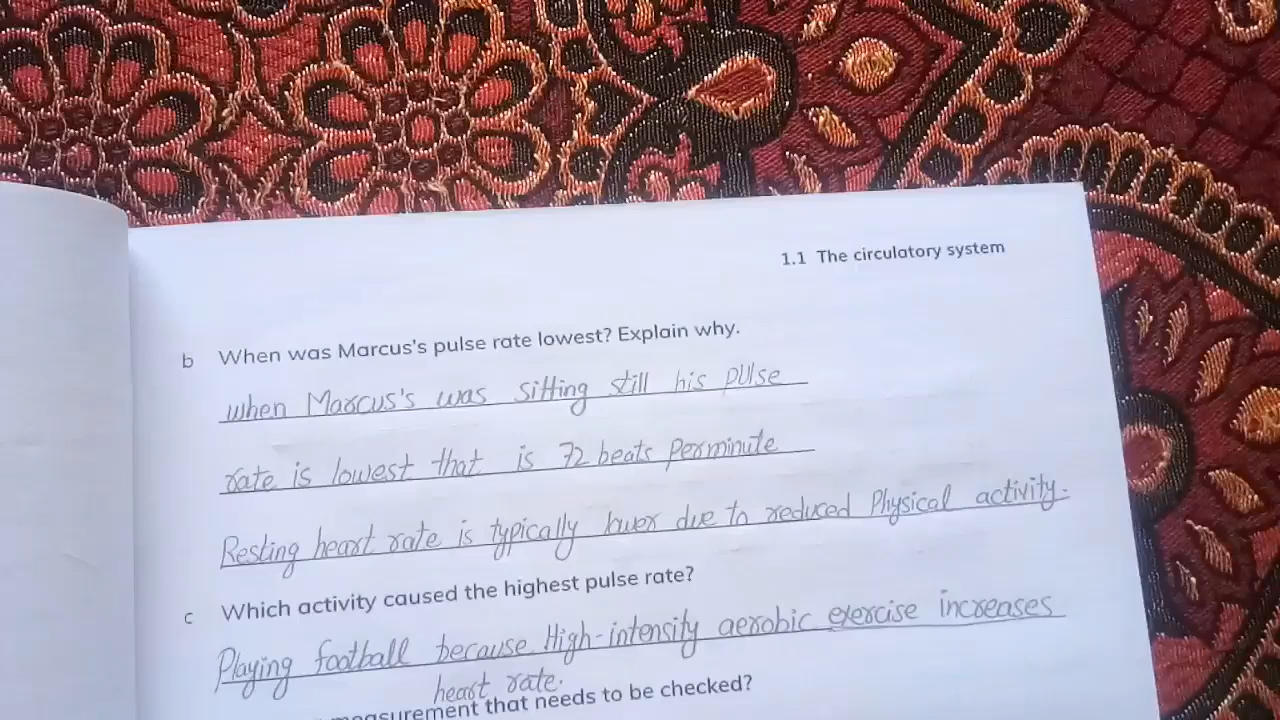 1.1 The circulatory system
b When was Marcus's pulse rate lowest? Explain why.
when Marcus's was sitting still his pulse
rate is lowest that is 72 beats Perminute
Resting heart rate is typically lower due to reduced Physical activity.
c Which activity caused the highest pulse rate?
Playing football because High-intensity aerobic exercise increases
heart rate.
measurement that needs to be checked?